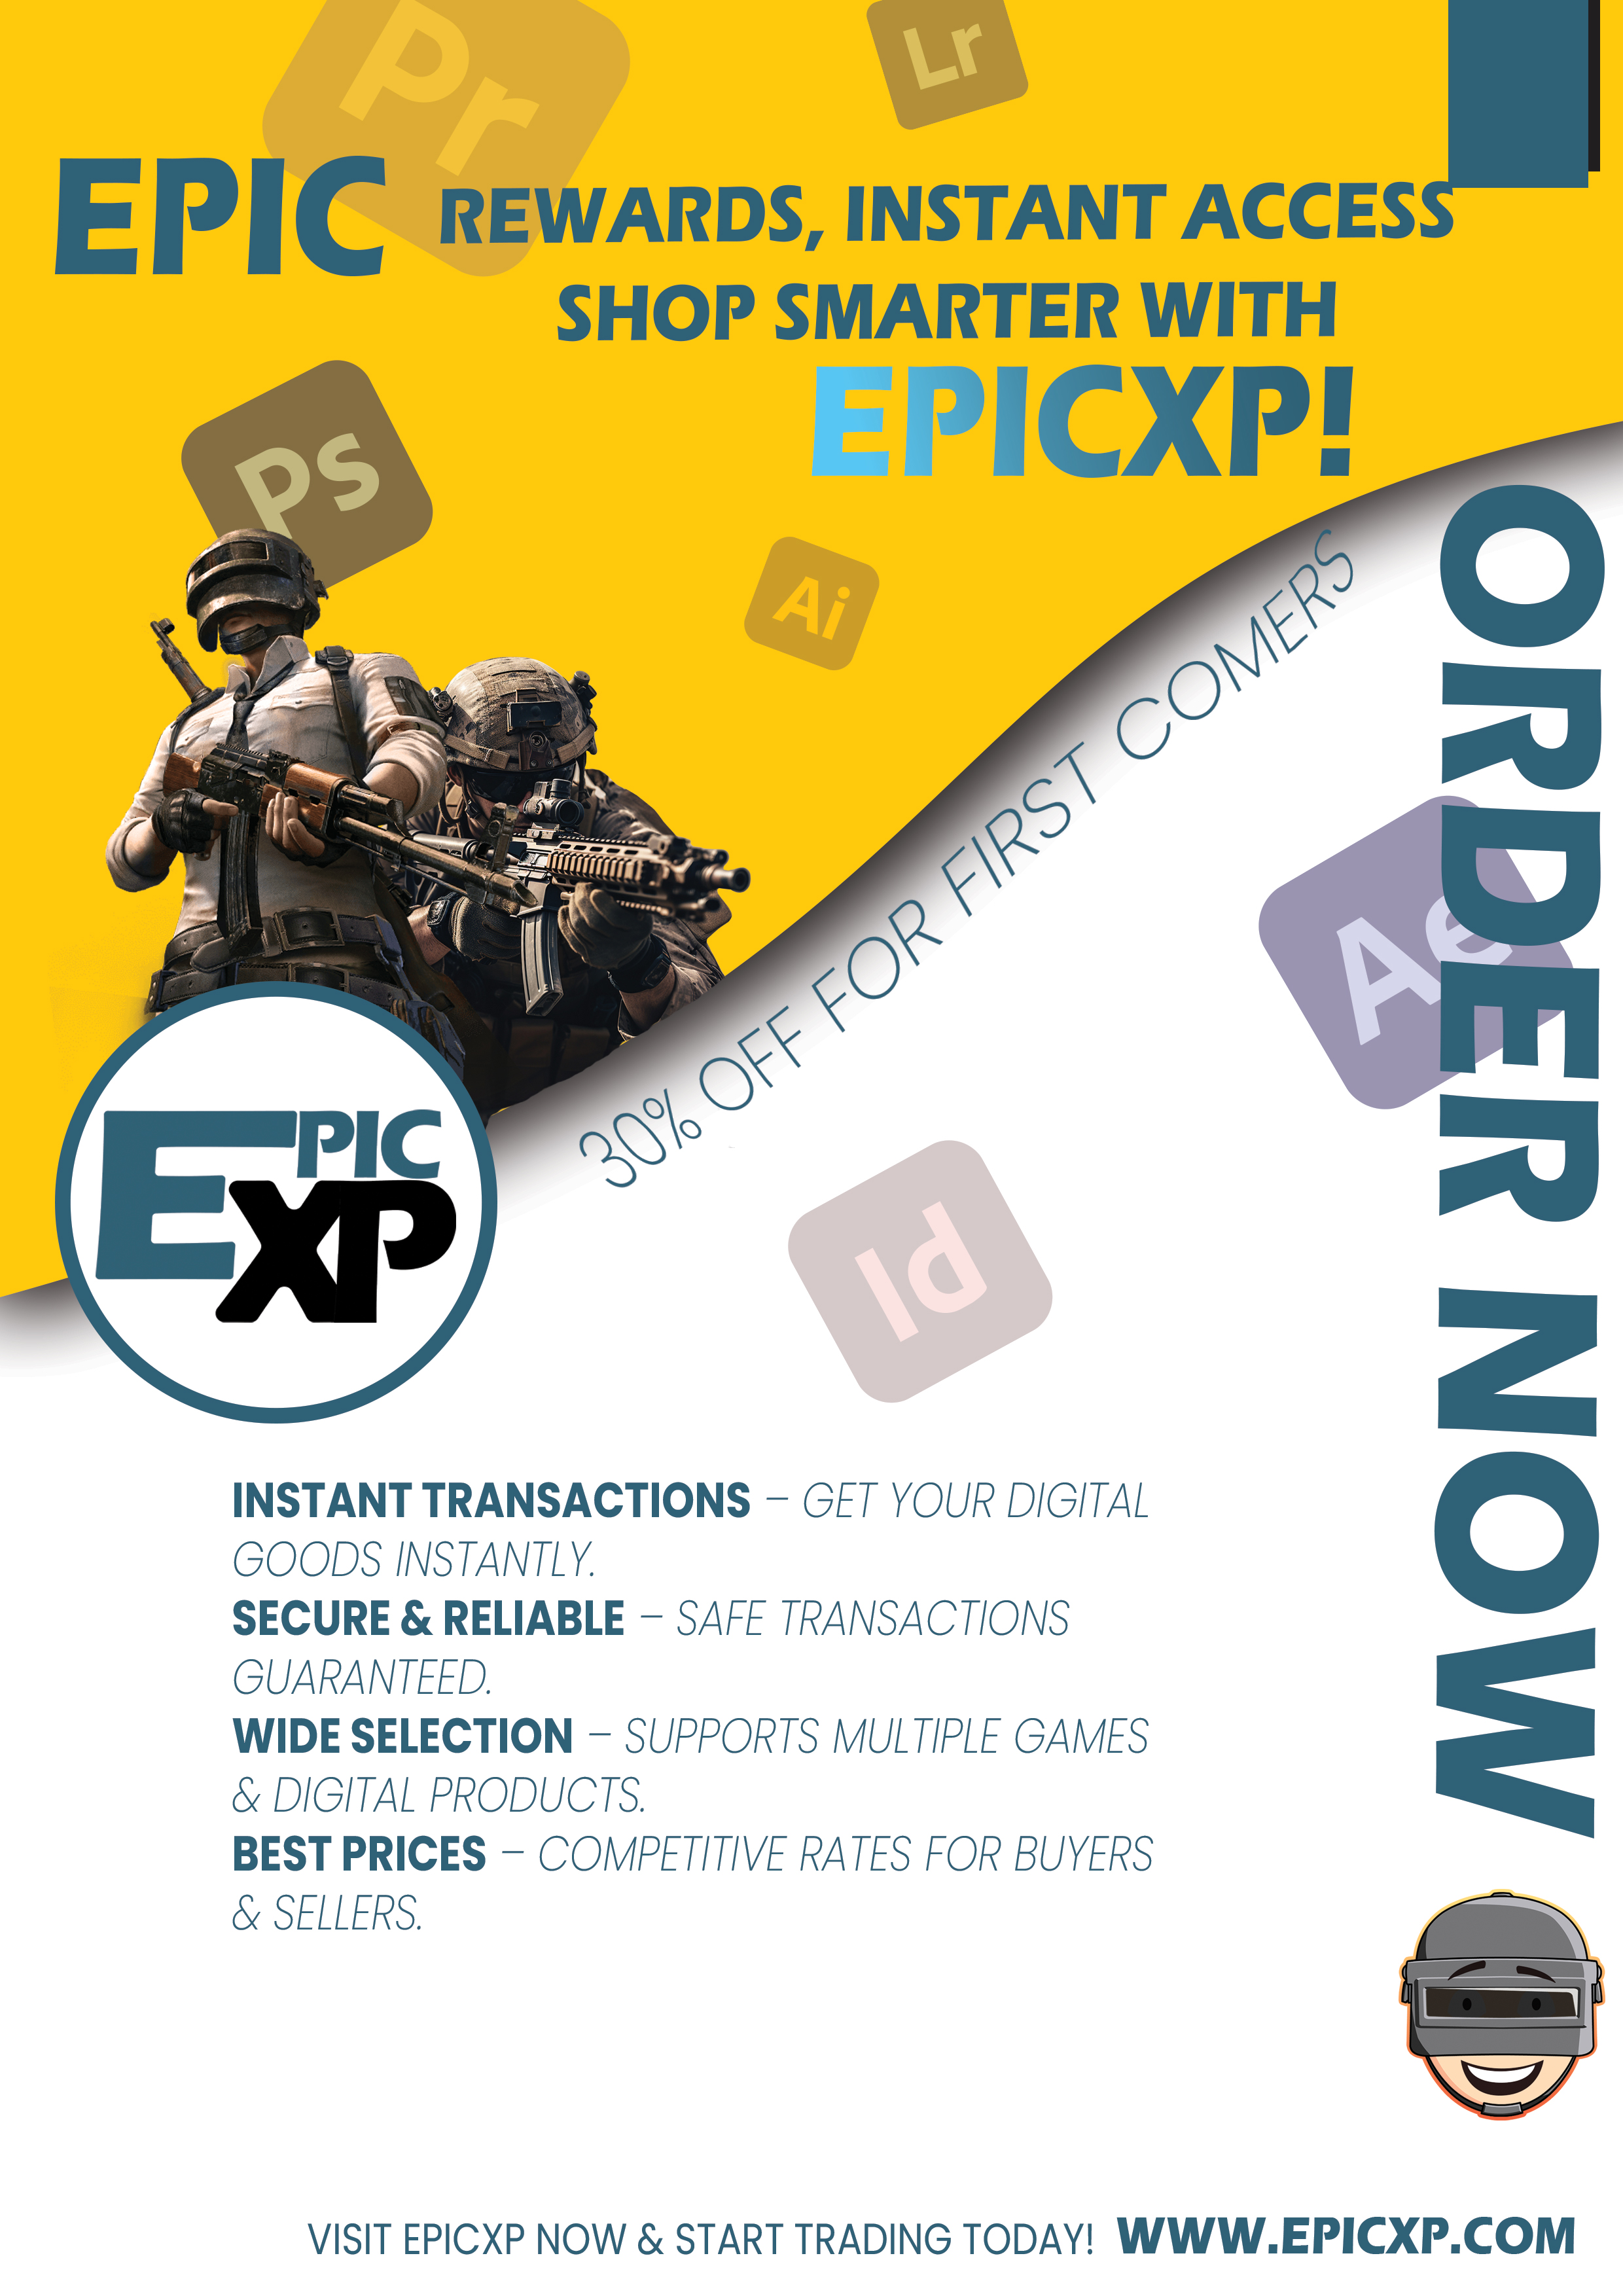 Pr
Lr
EPIC REWARDS, INSTANT ACCESS
SHOP SMARTER WITH
EPICXP!
Ps
Ai
30% OFF FOR FIRST COMERS
ORDER NOW
Ae
EPIC
XP
Id
INSTANT TRANSACTIONS – GET YOUR DIGITAL
GOODS INSTANTLY.
SECURE & RELIABLE – SAFE TRANSACTIONS
GUARANTEED.
WIDE SELECTION – SUPPORTS MULTIPLE GAMES
& DIGITAL PRODUCTS.
BEST PRICES – COMPETITIVE RATES FOR BUYERS
& SELLERS.
VISIT EPICXP NOW & START TRADING TODAY! WWW.EPICXP.COM